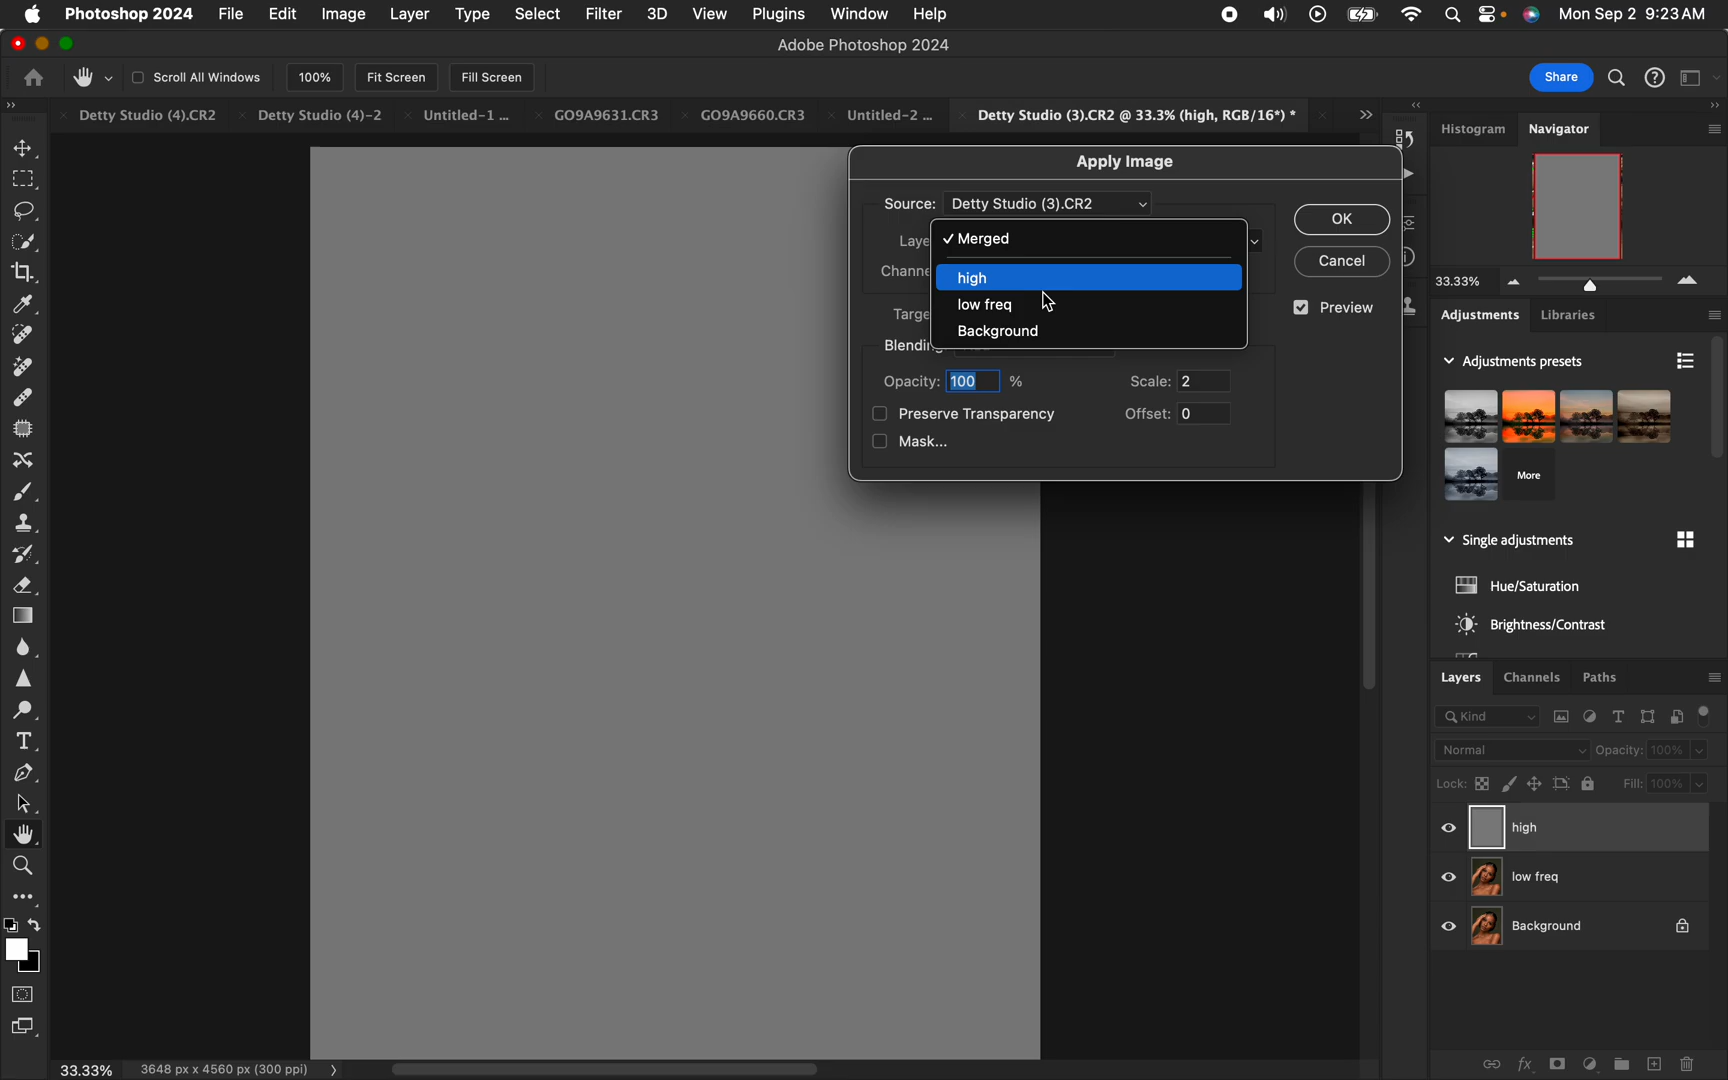 Photoshop 2024 File Edit Image Layer Type Select Filter 3D View Plugins Window Help Mon Sep 2 9:23 AM
Adobe Photoshop 2024
Scroll All Windows 100% Fit Screen Fill Screen Share
Detty Studio (4).CR2 Detty Studio (4)-2 Untitled-1 ... GO9A9631.CR3 GO9A9660.CR3 Untitled-2 ... Detty Studio (3).CR2 @ 33.3% (high, RGB/16*) *
Histogram Navigator
Apply Image
Source: Detty Studio (3).CR2
OK
Merged
Cancel
high
low freq
Background
Preview
Blending
Opacity: 100 % Scale: 2
Preserve Transparency Offset: 0
Mask...
33.33%
Adjustments Libraries
Adjustments presets
More
Single adjustments
Hue/Saturation
Brightness/Contrast
Layers Channels Paths
Kind
Normal Opacity: 100%
Lock: Fill: 100%
high
low freq
Background
33.33% 3648 px x 4560 px (300 ppi)